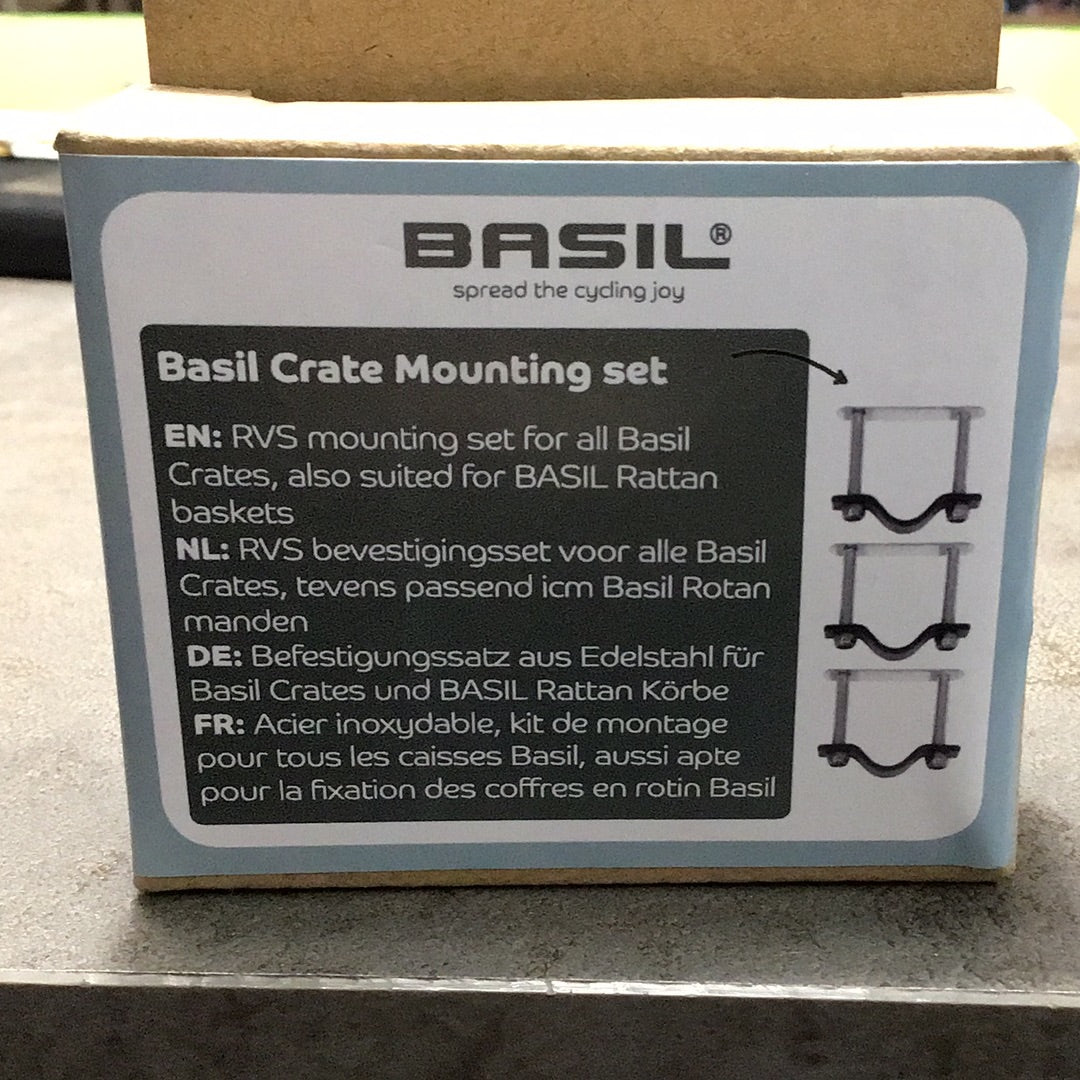 BASIL®
spread the cycling joy
Basil Crate Mounting set
EN: RVS mounting set for all Basil
Crates, also suited for BASIL Rattan
baskets
NL: RVS bevestigingsset voor alle Basil
Crates, tevens passend icm Basil Rotan
manden
DE: Befestigungssatz aus Edelstahl für
Basil Crates und BASIL Rattan Körbe
FR: Acier inoxydable, kit de montage
pour tous les caisses Basil, aussi apte
pour la fixation des coffres en rotin Basil